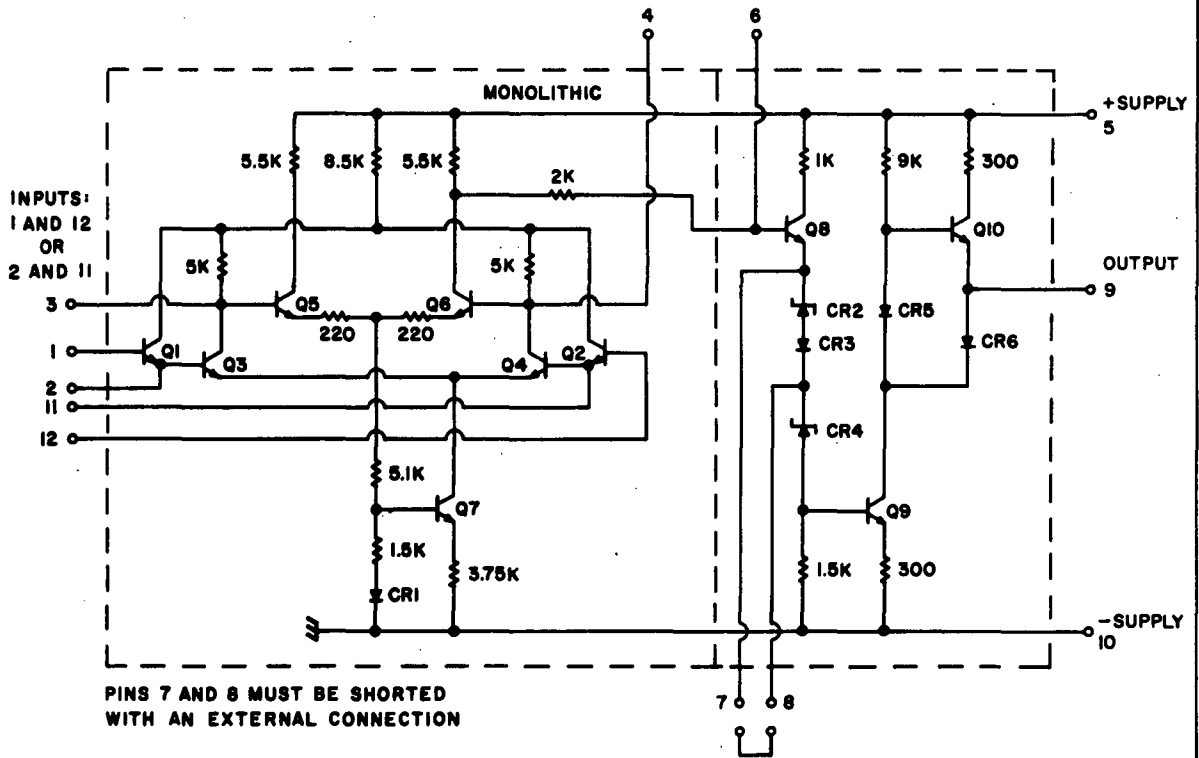 4
6
MONOLITHIC
+SUPPLY
5
5.5K
8.5K
5.5K
1K
9K
300
2K
INPUTS:
1 AND 12
OR
2 AND 11
Q8
Q10
5K
5K
OUTPUT
9
3
Q5
Q6
220
220
CR2
CR5
CR3
CR6
1
Q1
Q3
Q4
Q2
2
11
12
CR4
5.1K
Q7
Q9
1.5K
3.75K
1.5K
300
CR1
-SUPPLY
10
PINS 7 AND 8 MUST BE SHORTED
WITH AN EXTERNAL CONNECTION
7
8